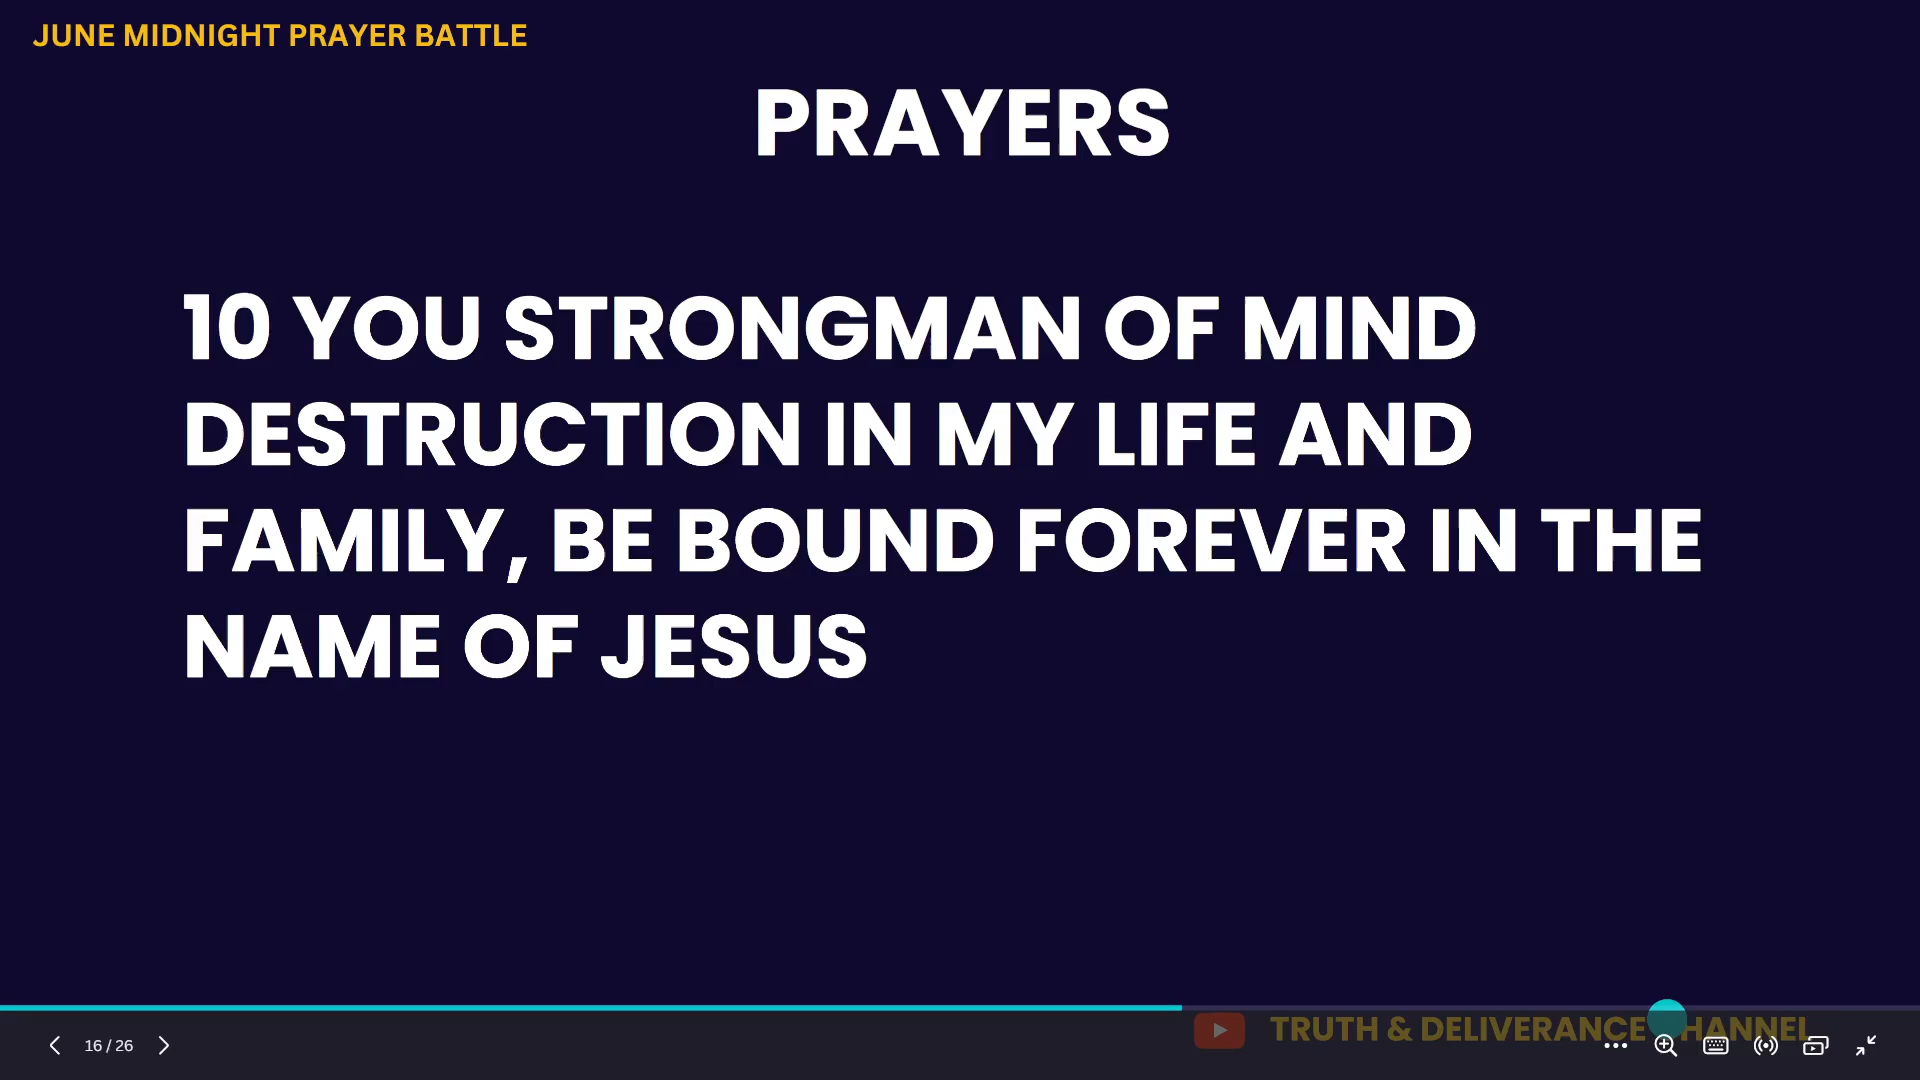 JUNE MIDNIGHT PRAYER BATTLE
PRAYERS
10 YOU STRONGMAN OF MIND
DESTRUCTION IN MY LIFE AND
FAMILY, BE BOUND FOREVER IN THE
NAME OF JESUS
TRUTH & DELIVERANCE CHANNEL
16 / 26